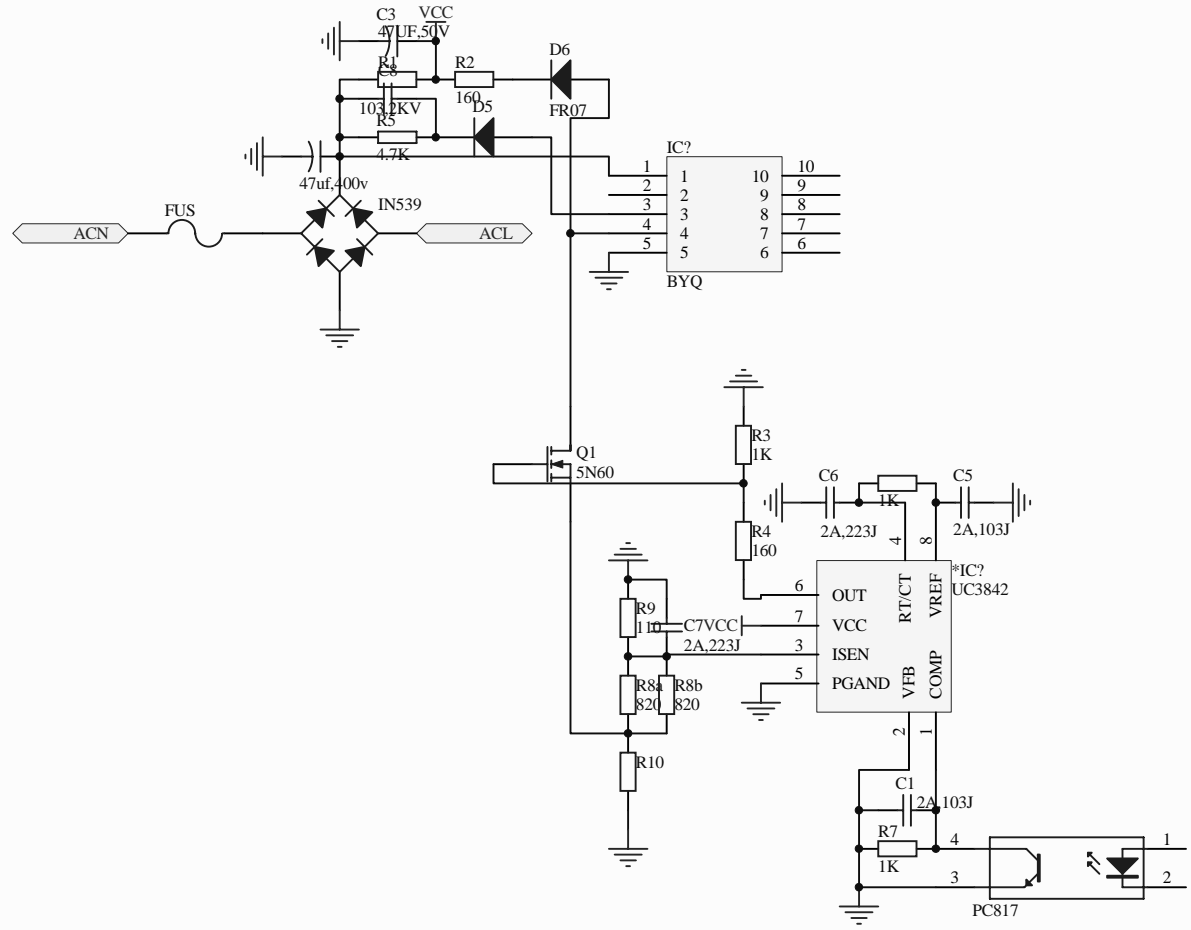 C3
VCC
47UF,50V
R1
C8
R2
160
D6
FR07
103,2KV
D5
R5
4.7K
47uf,400v
IN539
FUS
ACN
ACL
IC?
1 1 10 10
2 2 9 9
3 3 8 8
4 4 7 7
5 5 6 6
BYQ
Q1
5N60
R3
1K
R4
160
C6
2A,223J
1K
C5
2A,103J
4
8
*IC?
UC3842
RT/CT
VREF
6 OUT
7 VCC
3 ISEN
5 PGAND
VFB
COMP
2
1
R9
110
C7
VCC
2A,223J
R8a
820
R8b
820
R10
C1
2A,103J
R7
1K
4
3
1
2
PC817